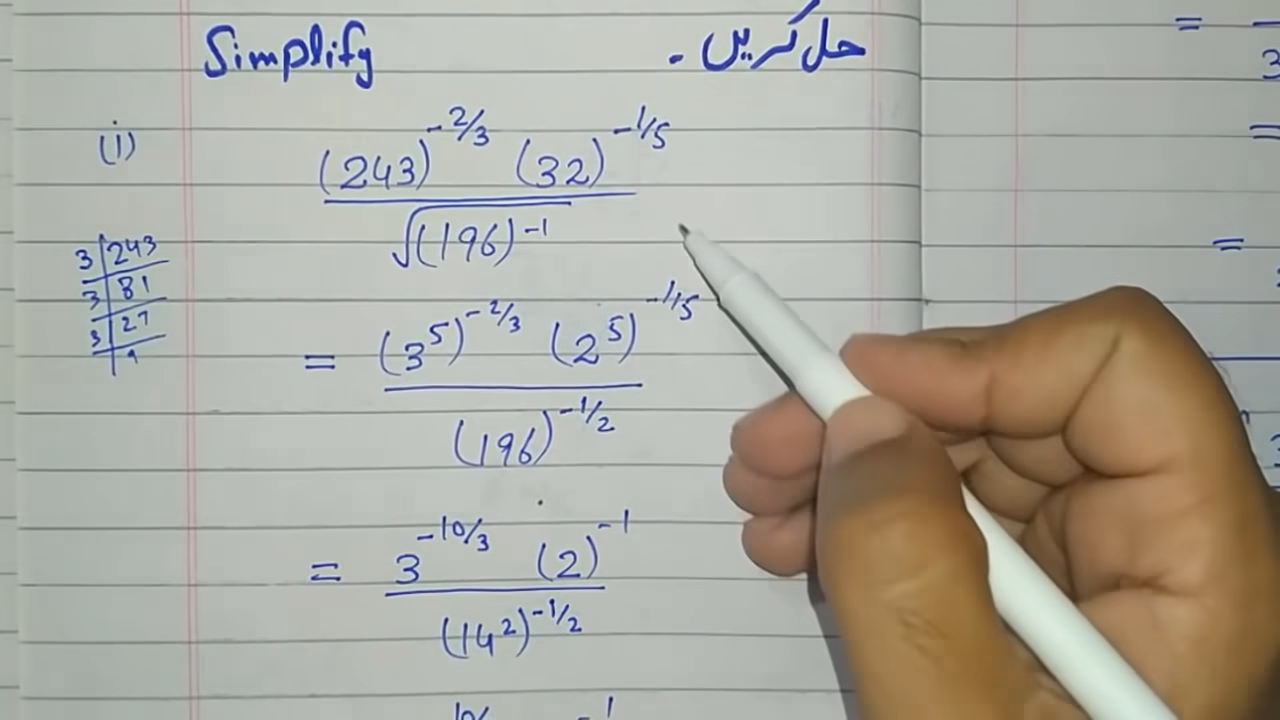 Simplify حل کریں۔
(i) (243)^-2/3 (32)^-1/5
√(196)^-1
3 | 243
3 | 81
3 | 27
9
= (3^5)^-2/3 (2^5)^-1/5
(196)^-1/2
= 3^-10/3 (2)^-1
(14^2)^-1/2
=
3
=
=